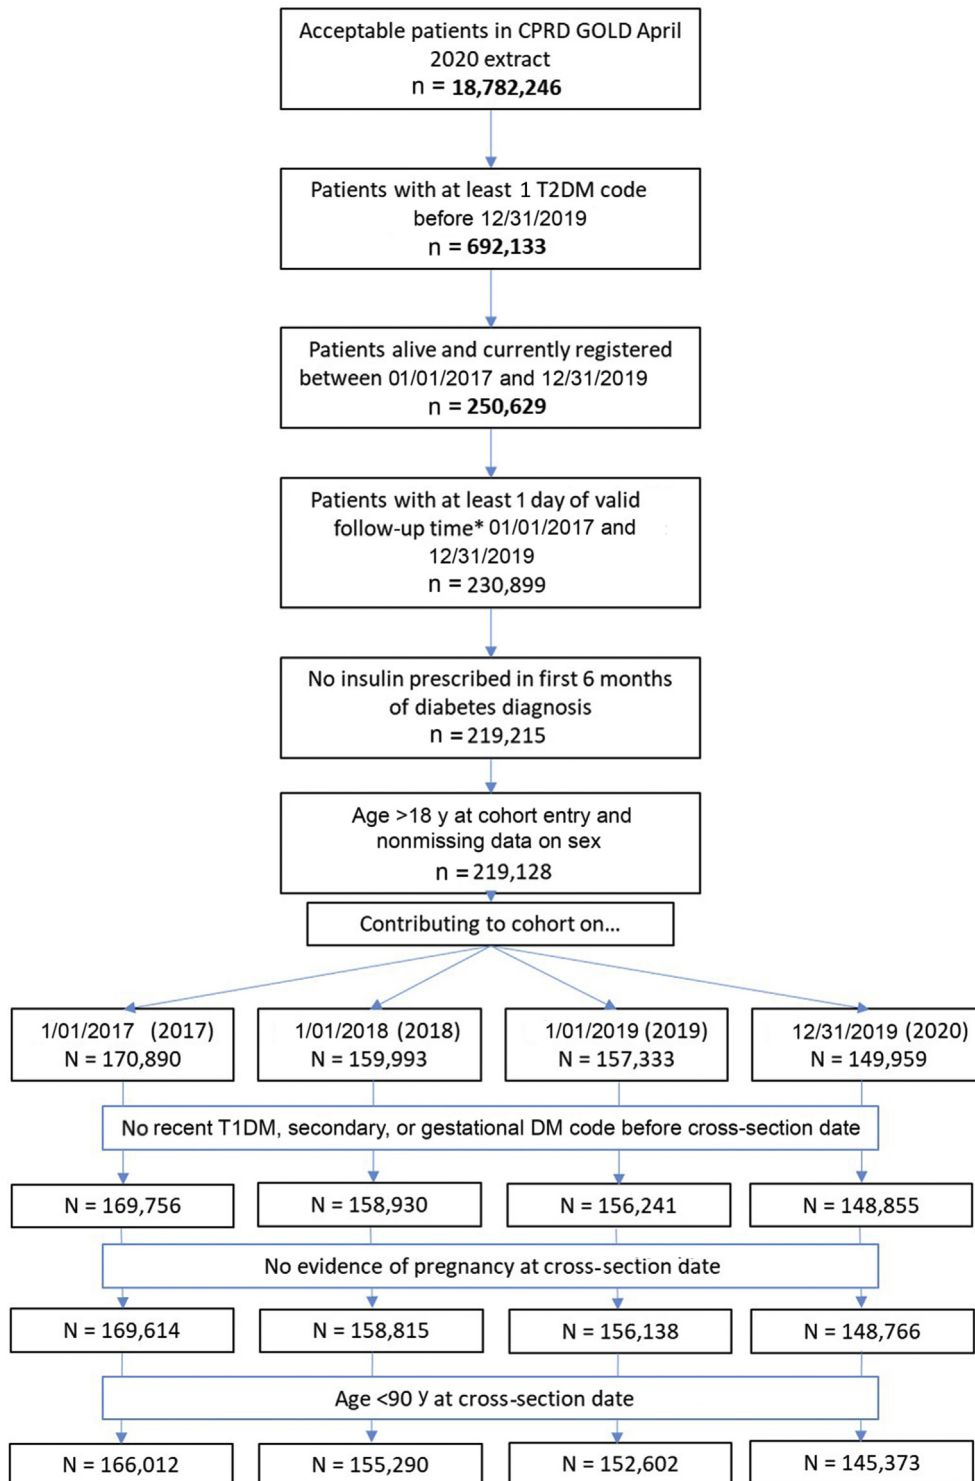 Acceptable patients in CPRD GOLD April
2020 extract
n = 18,782,246
Patients with at least 1 T2DM code
before 12/31/2019
n = 692,133
Patients alive and currently registered
between 01/01/2017 and 12/31/2019
n = 250,629
Patients with at least 1 day of valid
follow-up time* 01/01/2017 and
12/31/2019
n = 230,899
No insulin prescribed in first 6 months
of diabetes diagnosis
n = 219,215
Age >18 y at cohort entry and
nonmissing data on sex
n = 219,128
Contributing to cohort on...
1/01/2017 (2017)
N = 170,890
1/01/2018 (2018)
N = 159,993
1/01/2019 (2019)
N = 157,333
12/31/2019 (2020)
N = 149,959
No recent T1DM, secondary, or gestational DM code before cross-section date
N = 169,756
N = 158,930
N = 156,241
N = 148,855
No evidence of pregnancy at cross-section date
N = 169,614
N = 158,815
N = 156,138
N = 148,766
Age <90 y at cross-section date
N = 166,012
N = 155,290
N = 152,602
N = 145,373